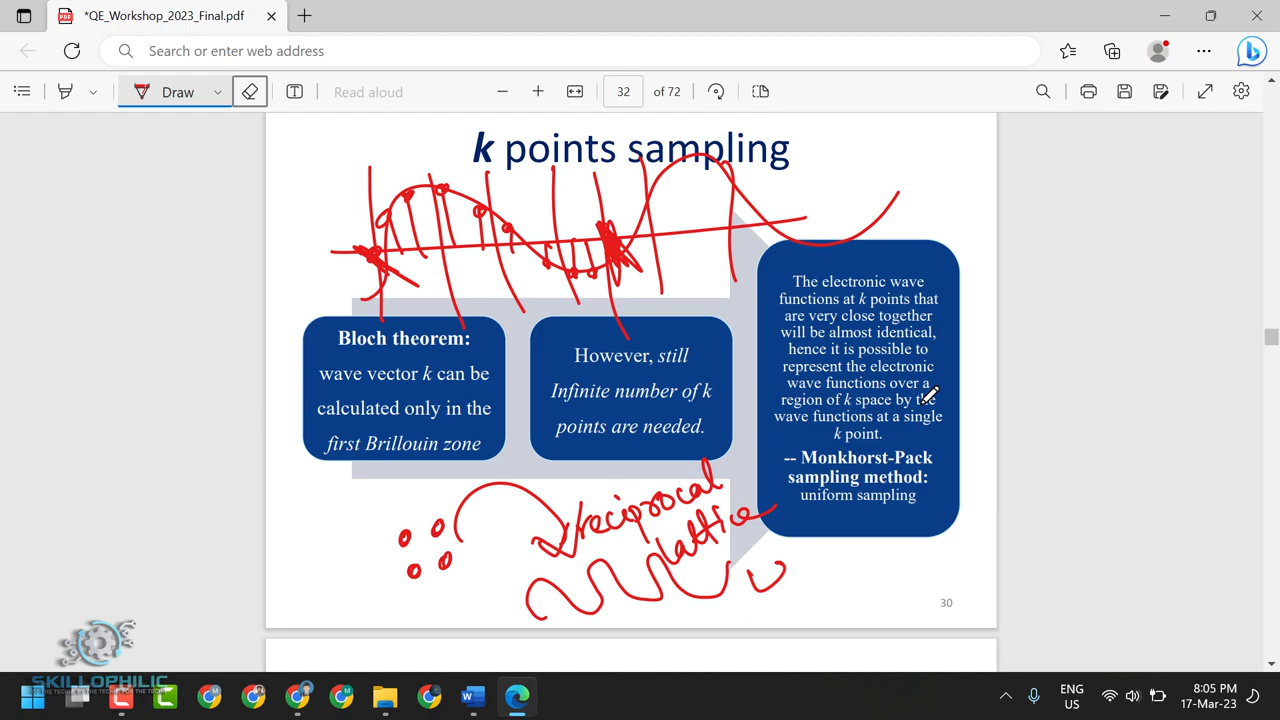 *QE_Workshop_2023_Final.pdf
Search or enter web address
Draw
Read aloud
32 of 72
k points sampling
Bloch theorem:
wave vector k can be
calculated only in the
first Brillouin zone
However, still
Infinite number of k
points are needed.
The electronic wave
functions at k points that
are very close together
will be almost identical,
hence it is possible to
represent the electronic
wave functions over a
region of k space by the
wave functions at a single
k point.
-- Monkhorst-Pack
sampling method:
uniform sampling
reciprocal
lattice
30
SKILLOPHILIC
ENG
US
8:05 PM
17-Mar-23